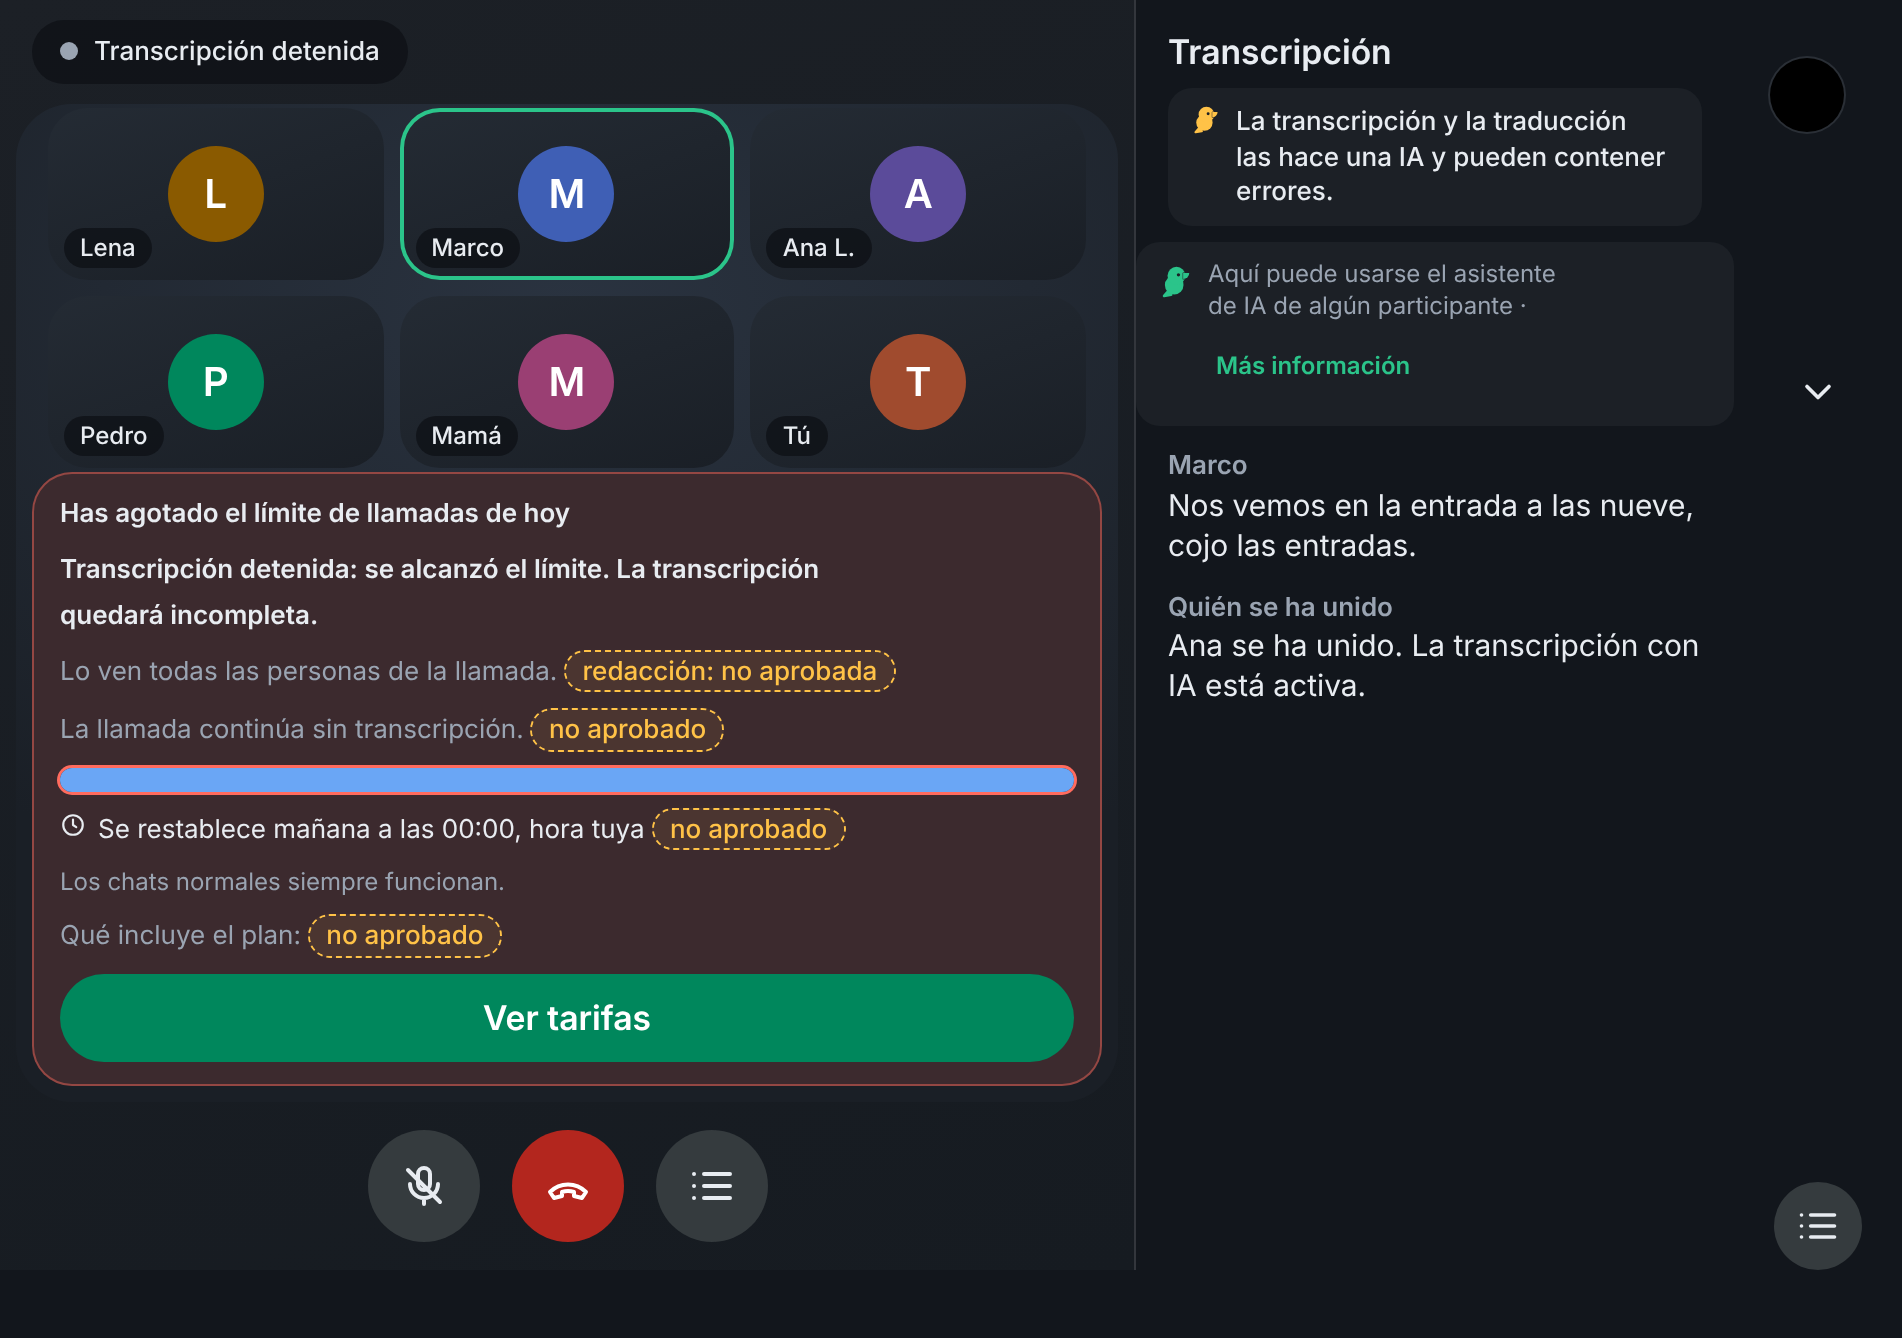 Transcripción detenida
L
Lena
M
Marco
A
Ana L.
P
Pedro
M
Mamá
T
Tú
Has agotado el límite de llamadas de hoy
Transcripción detenida: se alcanzó el límite. La transcripción
quedará incompleta.
Lo ven todas las personas de la llamada. redacción: no aprobada
La llamada continúa sin transcripción. no aprobado
Se restablece mañana a las 00:00, hora tuya no aprobado
Los chats normales siempre funcionan.
Qué incluye el plan: no aprobado
Ver tarifas
Transcripción
La transcripción y la traducción
las hace una IA y pueden contener
errores.
Aquí puede usarse el asistente
de IA de algún participante ·
Más información
Marco
Nos vemos en la entrada a las nueve,
cojo las entradas.
Quién se ha unido
Ana se ha unido. La transcripción con
IA está activa.